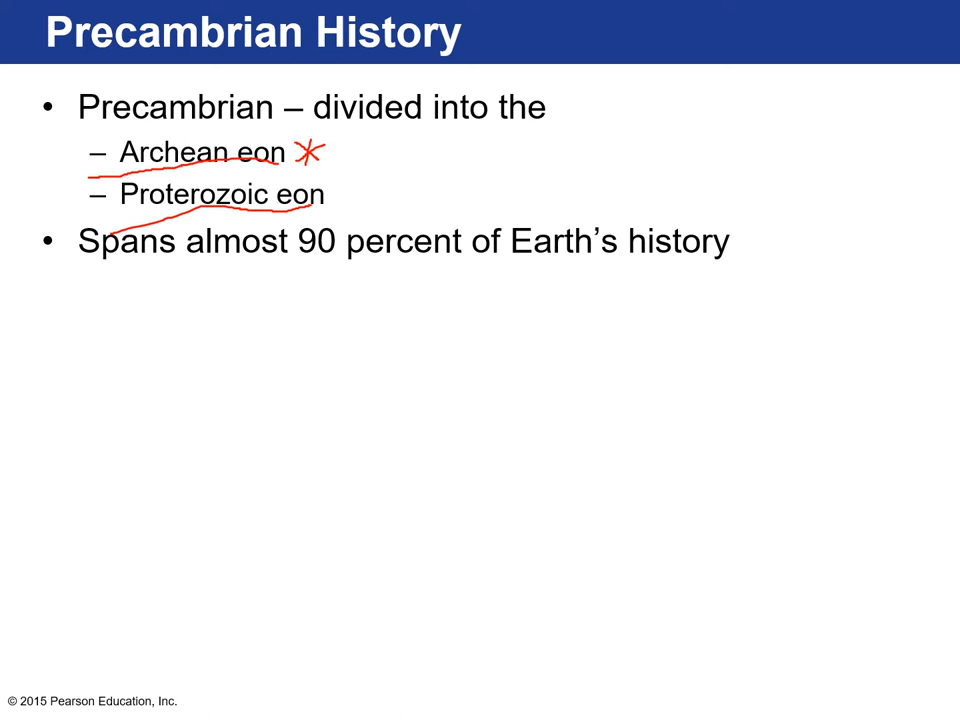 Precambrian History
• Precambrian – divided into the
– Archean eon *
– Proterozoic eon
• Spans almost 90 percent of Earth’s history
© 2015 Pearson Education, Inc.